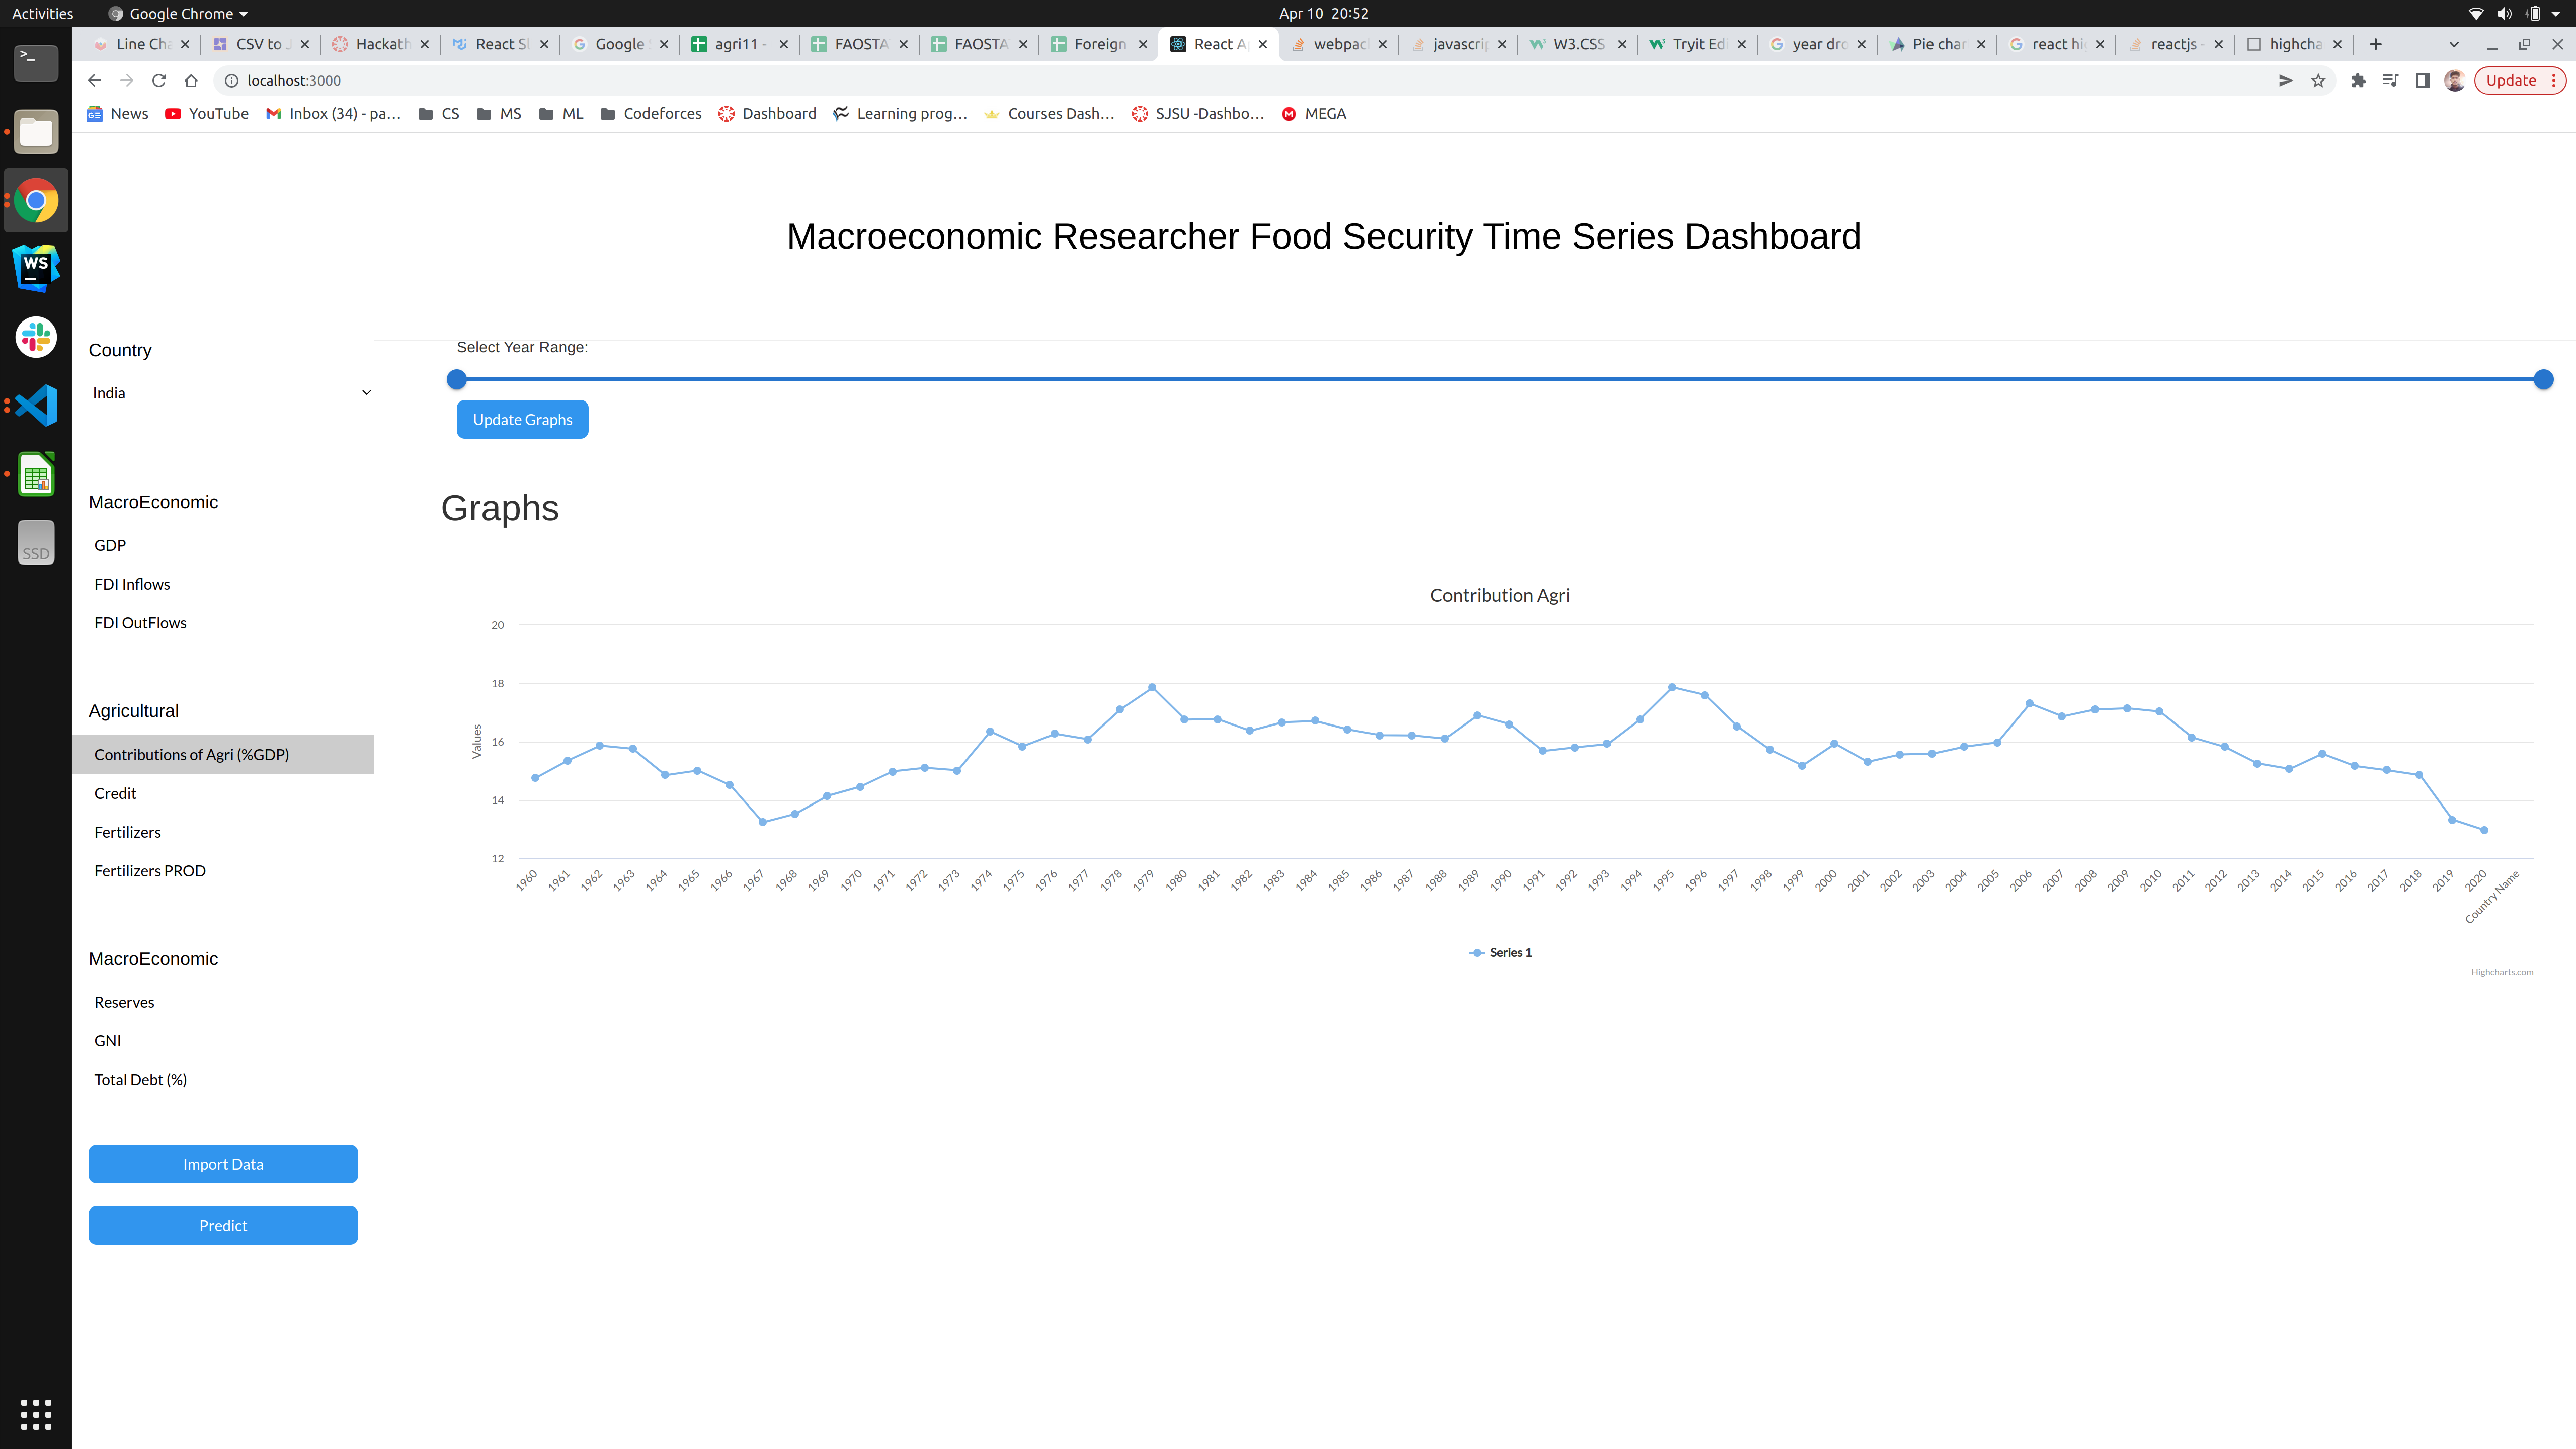 Activities Google Chrome Apr 10 20:52
Line Cha CSV to J Hackath React Sl Google S agri11 - FAOSTA FAOSTA Foreign React A webpac javascrip W3.CSS Tryit Edi year dro Pie char react hi reactjs - highcha
localhost:3000 Update
News YouTube Inbox (34) - pa... CS MS ML Codeforces Dashboard Learning prog... Courses Dash... SJSU -Dashbo... MEGA
Macroeconomic Researcher Food Security Time Series Dashboard
Country
India
MacroEconomic
GDP
FDI Inflows
FDI OutFlows
Agricultural
Contributions of Agri (%GDP)
Credit
Fertilizers
Fertilizers PROD
MacroEconomic
Reserves
GNI
Total Debt (%)
Import Data
Predict
SSD
WS
Select Year Range:
Update Graphs
Graphs
Contribution Agri
Values
20
18
16
14
12
1960 1961 1962 1963 1964 1965 1966 1967 1968 1969 1970 1971 1972 1973 1974 1975 1976 1977 1978 1979 1980 1981 1982 1983 1984 1985 1986 1987 1988 1989 1990 1991 1992 1993 1994 1995 1996 1997 1998 1999 2000 2001 2002 2003 2004 2005 2006 2007 2008 2009 2010 2011 2012 2013 2014 2015 2016 2017 2018 2019 2020 Country Name
Series 1
Highcharts.com